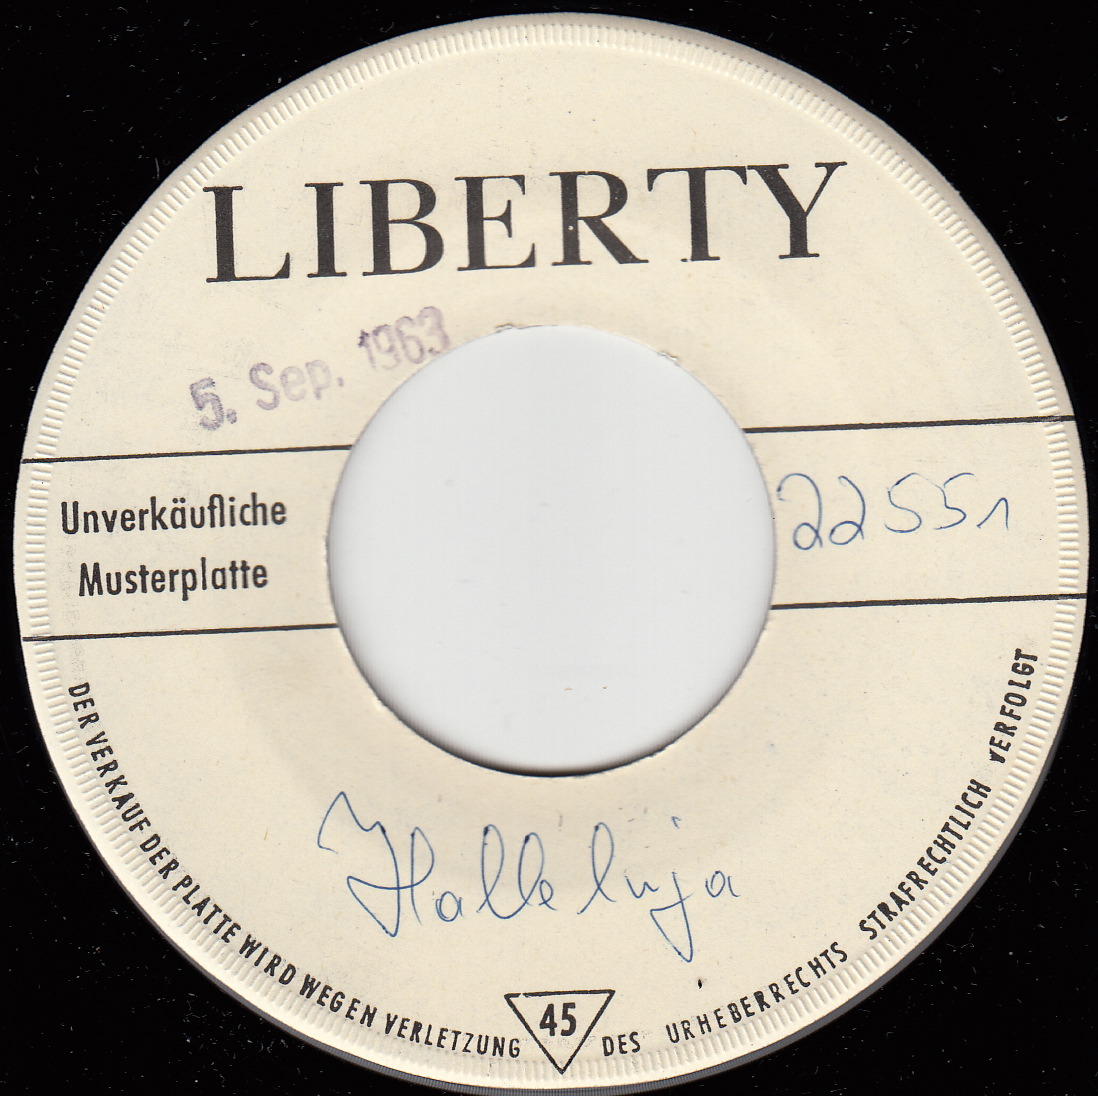 LIBERTY
5. Sep. 1963
Unverkäufliche
Musterplatte
22551
Halleluja
DER VERKAUF DER PLATTE WIRD WEGEN VERLETZUNG DES URHEBERRECHTS STRAFRECHTLICH VERFOLGT
45